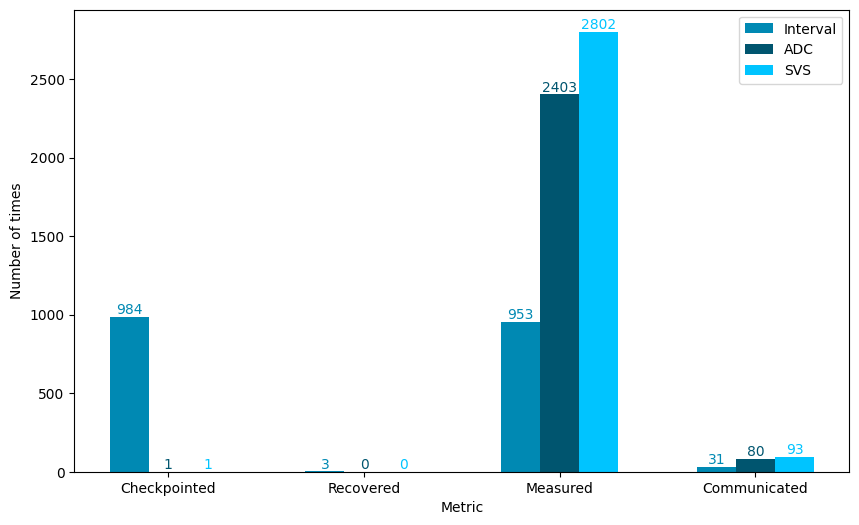 Interval
ADC
SVS
Number of times
2500
2000
1500
1000
500
0
984
1
1
3
0
0
953
2403
2802
31
80
93
Checkpointed
Recovered
Measured
Communicated
Metric